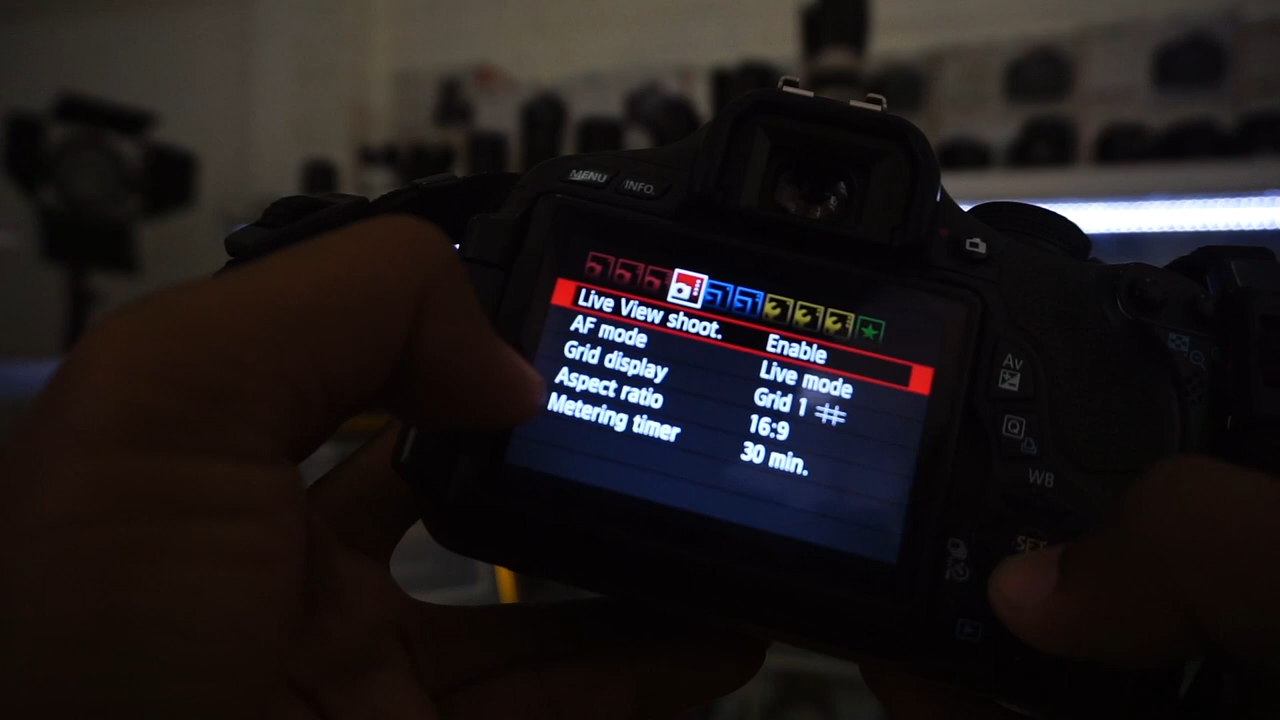 MENU INFO.
Live View shoot. Enable
AF mode Live mode
Grid display Grid 1
Aspect ratio 16:9
Metering timer 30 min.
Av
Q
WB
SET